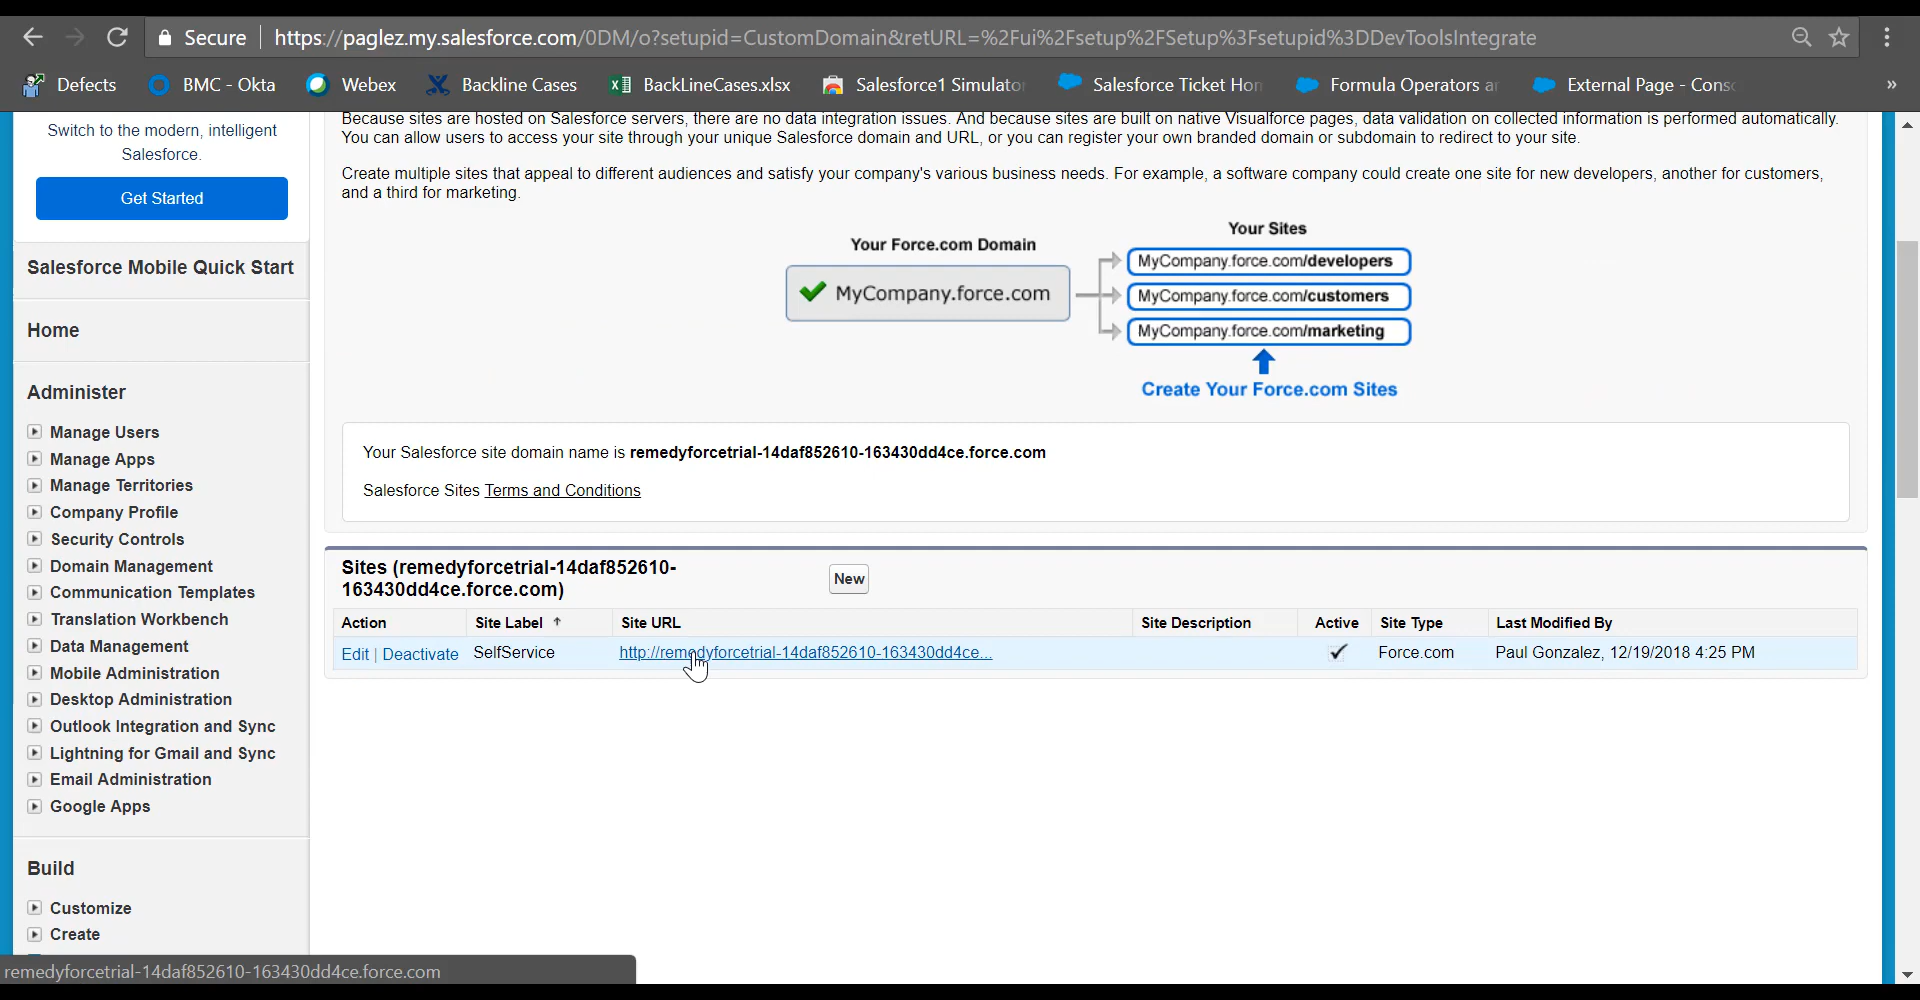 Secure https://paglez.my.salesforce.com/0DM/o?setupid=CustomDomain&retURL=%2Fui%2Fsetup%2FSetup%3Fsetupid%3DDevToolsIntegrate
Defects BMC - Okta Webex Backline Cases BackLineCases.xlsx Salesforce1 Simulator Salesforce Ticket Hom Formula Operators a External Page - Conso »
Switch to the modern, intelligent
Salesforce.
Get Started
Salesforce Mobile Quick Start
Home
Administer
Manage Users
Manage Apps
Manage Territories
Company Profile
Security Controls
Domain Management
Communication Templates
Translation Workbench
Data Management
Mobile Administration
Desktop Administration
Outlook Integration and Sync
Lightning for Gmail and Sync
Email Administration
Google Apps
Build
Customize
Create
Because sites are hosted on Salesforce servers, there are no data integration issues. And because sites are built on native Visualforce pages, data validation on collected information is performed automatically.
You can allow users to access your site through your unique Salesforce domain and URL, or you can register your own branded domain or subdomain to redirect to your site.
Create multiple sites that appeal to different audiences and satisfy your company's various business needs. For example, a software company could create one site for new developers, another for customers,
and a third for marketing.
Your Force.com Domain
MyCompany.force.com
Your Sites
MyCompany.force.com/developers
MyCompany.force.com/customers
MyCompany.force.com/marketing
Create Your Force.com Sites
Your Salesforce site domain name is remedyforcetrial-14daf852610-163430dd4ce.force.com
Salesforce Sites Terms and Conditions
Sites (remedyforcetrial-14daf852610-
163430dd4ce.force.com)
New
Action Site Label Site URL Site Description Active Site Type Last Modified By
Edit | Deactivate SelfService http://remedyforcetrial-14daf852610-163430dd4ce... Force.com Paul Gonzalez, 12/19/2018 4:25 PM
remedyforcetrial-14daf852610-163430dd4ce.force.com